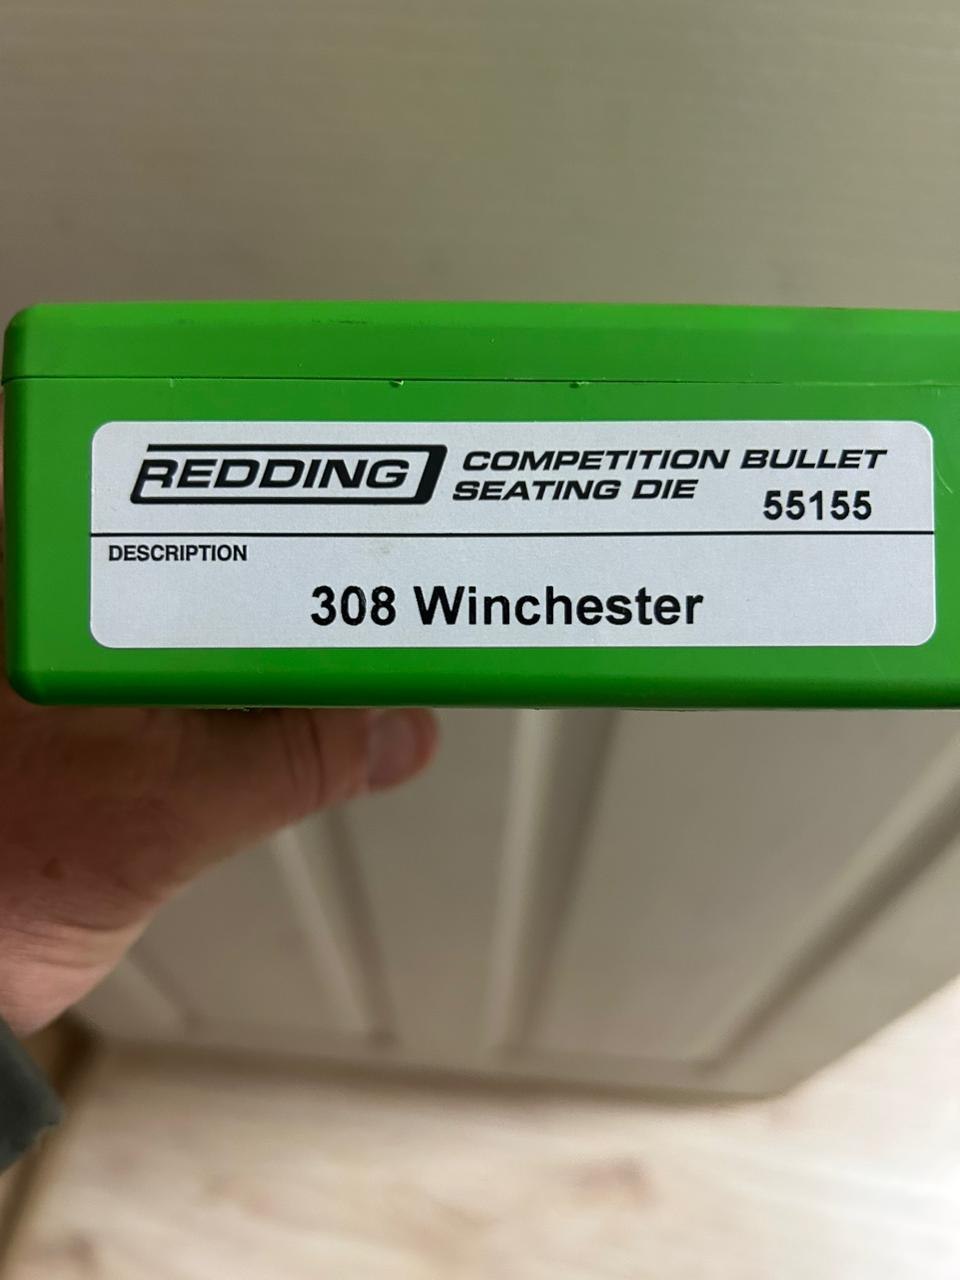 REDDING COMPETITION BULLET
SEATING DIE 55155
DESCRIPTION
308 Winchester